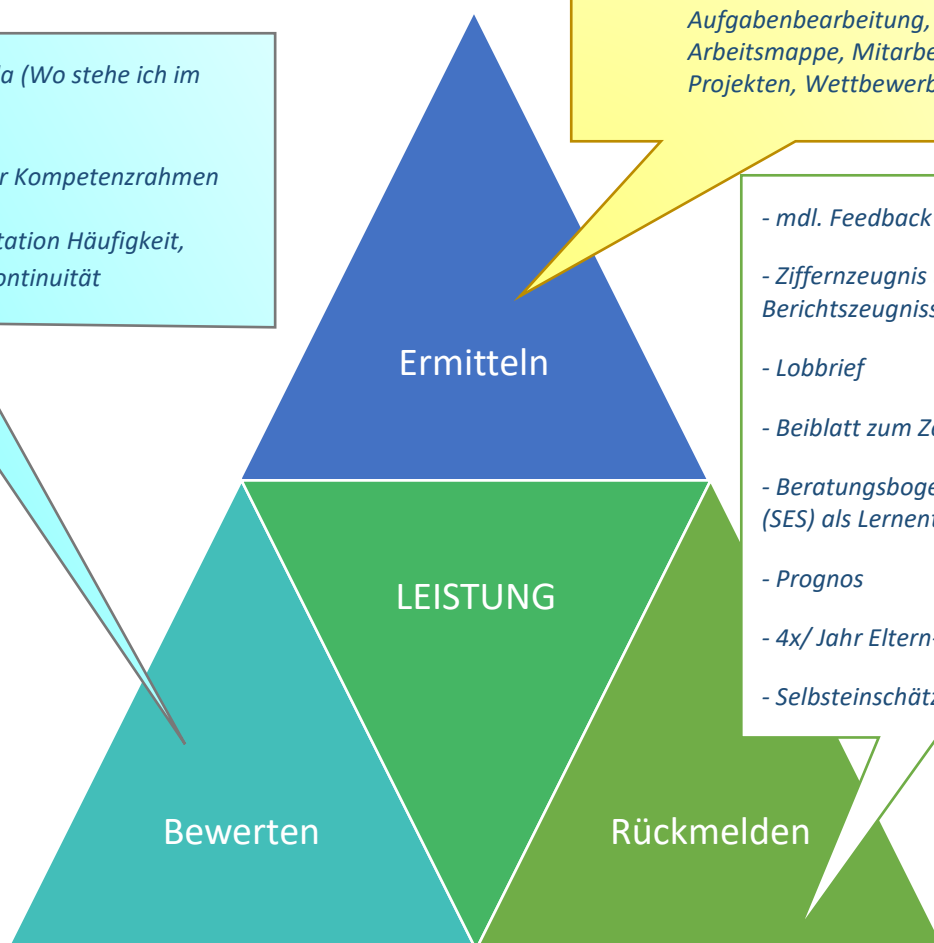 Aufgabenbearbeitung,
Arbeitsmappe, Mitarbe
Projekten, Wettbewerb
a (Wo stehe ich im
r Kompetenzrahmen
tation Häufigkeit,
ontinuität
- mdl. Feedback
- Ziffernzeugnis
Berichtszeugniss
- Lobbrief
- Beiblatt zum Z
- Beratungsboge
(SES) als Lernent
- Prognos
- 4x/ Jahr Eltern-
- Selbsteinschätz
Ermitteln
LEISTUNG
Bewerten
Rückmelden